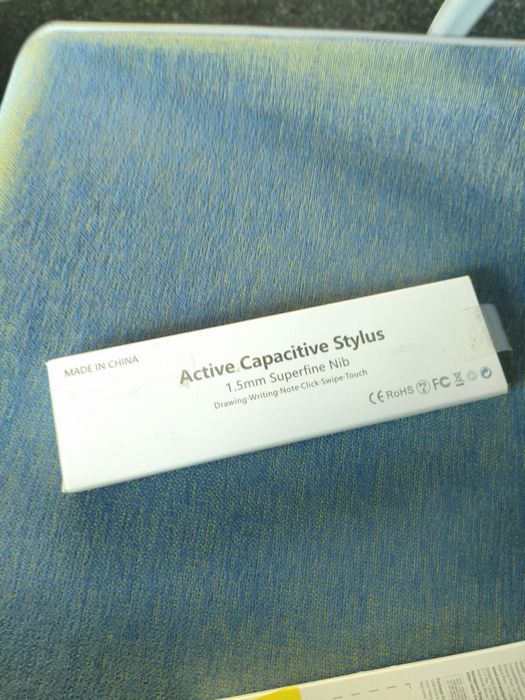 MADE IN CHINA
Active Capacitive Stylus
1.5mm Superfine Nib
Drawing·Writing·Note·Click·Swipe·Touch
CE RoHS FC